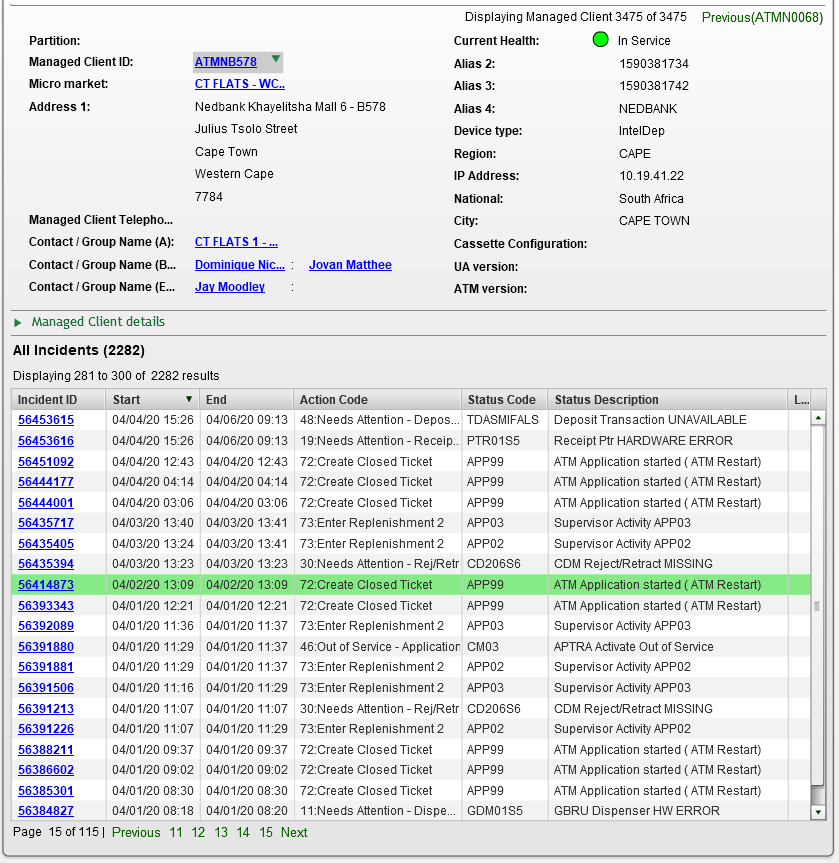 Displaying Managed Client 3475 of 3475 Previous(ATMN0068)
Partition: Current Health: In Service
Managed Client ID: ATMNB578 Alias 2: 1590381734
Micro market: CT FLATS - WC.. Alias 3: 1590381742
Address 1: Nedbank Khayelitsha Mall 6 - B578 Alias 4: NEDBANK
Julius Tsolo Street Device type: IntelDep
Cape Town Region: CAPE
Western Cape IP Address: 10.19.41.22
7784 National: South Africa
Managed Client Telepho... City: CAPE TOWN
Contact / Group Name (A): CT FLATS 1 - ... Cassette Configuration:
Contact / Group Name (B... Dominique Nic... : Jovan Matthee UA version:
Contact / Group Name (E... Jay Moodley : ATM version:
Managed Client details
All Incidents (2282)
Displaying 281 to 300 of 2282 results
Incident ID Start End Action Code Status Code Status Description L...
56453615 04/04/20 15:26 04/06/20 09:13 48:Needs Attention - Depos... TDASMIFALS Deposit Transaction UNAVAILABLE
56453616 04/04/20 15:26 04/06/20 09:13 19:Needs Attention - Receip.. PTR01S5 Receipt Ptr HARDWARE ERROR
56451092 04/04/20 12:43 04/04/20 12:43 72:Create Closed Ticket APP99 ATM Application started ( ATM Restart)
56444177 04/04/20 04:14 04/04/20 04:14 72:Create Closed Ticket APP99 ATM Application started ( ATM Restart)
56444001 04/04/20 03:06 04/04/20 03:06 72:Create Closed Ticket APP99 ATM Application started ( ATM Restart)
56435717 04/03/20 13:40 04/03/20 13:41 73:Enter Replenishment 2 APP03 Supervisor Activity APP03
56435405 04/03/20 13:24 04/03/20 13:41 73:Enter Replenishment 2 APP02 Supervisor Activity APP02
56435394 04/03/20 13:23 04/03/20 13:23 30:Needs Attention - Rej/Retr CD206S6 CDM Reject/Retract MISSING
56414873 04/02/20 13:09 04/02/20 13:09 72:Create Closed Ticket APP99 ATM Application started ( ATM Restart)
56393343 04/01/20 12:21 04/01/20 12:21 72:Create Closed Ticket APP99 ATM Application started ( ATM Restart)
56392089 04/01/20 11:36 04/01/20 11:37 73:Enter Replenishment 2 APP03 Supervisor Activity APP03
56391880 04/01/20 11:29 04/01/20 11:37 46:Out of Service - Application CM03 APTRA Activate Out of Service
56391881 04/01/20 11:29 04/01/20 11:37 73:Enter Replenishment 2 APP02 Supervisor Activity APP02
56391506 04/01/20 11:16 04/01/20 11:29 73:Enter Replenishment 2 APP03 Supervisor Activity APP03
56391213 04/01/20 11:07 04/01/20 11:07 30:Needs Attention - Rej/Retr CD206S6 CDM Reject/Retract MISSING
56391226 04/01/20 11:07 04/01/20 11:29 73:Enter Replenishment 2 APP02 Supervisor Activity APP02
56388211 04/01/20 09:37 04/01/20 09:37 72:Create Closed Ticket APP99 ATM Application started ( ATM Restart)
56386602 04/01/20 09:02 04/01/20 09:02 72:Create Closed Ticket APP99 ATM Application started ( ATM Restart)
56385301 04/01/20 08:30 04/01/20 08:30 72:Create Closed Ticket APP99 ATM Application started ( ATM Restart)
56384827 04/01/20 08:18 04/01/20 08:20 11:Needs Attention - Dispe... GDM01S5 GBRU Dispenser HW ERROR
Page 15 of 115 | Previous 11 12 13 14 15 Next